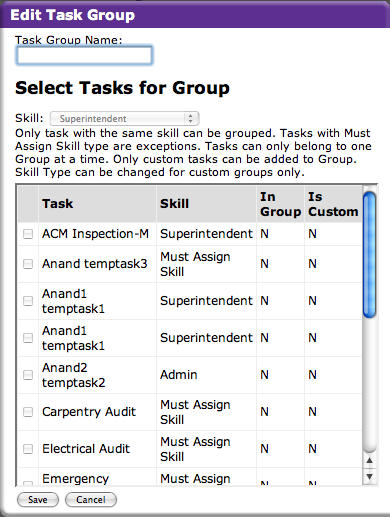 Edit Task Group
Task Group Name:
Select Tasks for Group
Skill: Superintendent
Only task with the same skill can be grouped. Tasks with Must
Assign Skill type are exceptions. Tasks can only belong to one
Group at a time. Only custom tasks can be added to Group.
Skill Type can be changed for custom groups only.
Task Skill In Group Is Custom
ACM Inspection-M Superintendent N N
Anand temptask3 Must Assign Skill N N
Anand1 temptask1 Superintendent N N
Anand1 temptask1 Superintendent N N
Anand2 temptask2 Admin N N
Carpentry Audit Must Assign Skill N N
Electrical Audit Must Assign Skill N N
Emergency Must Assign N N
Save Cancel